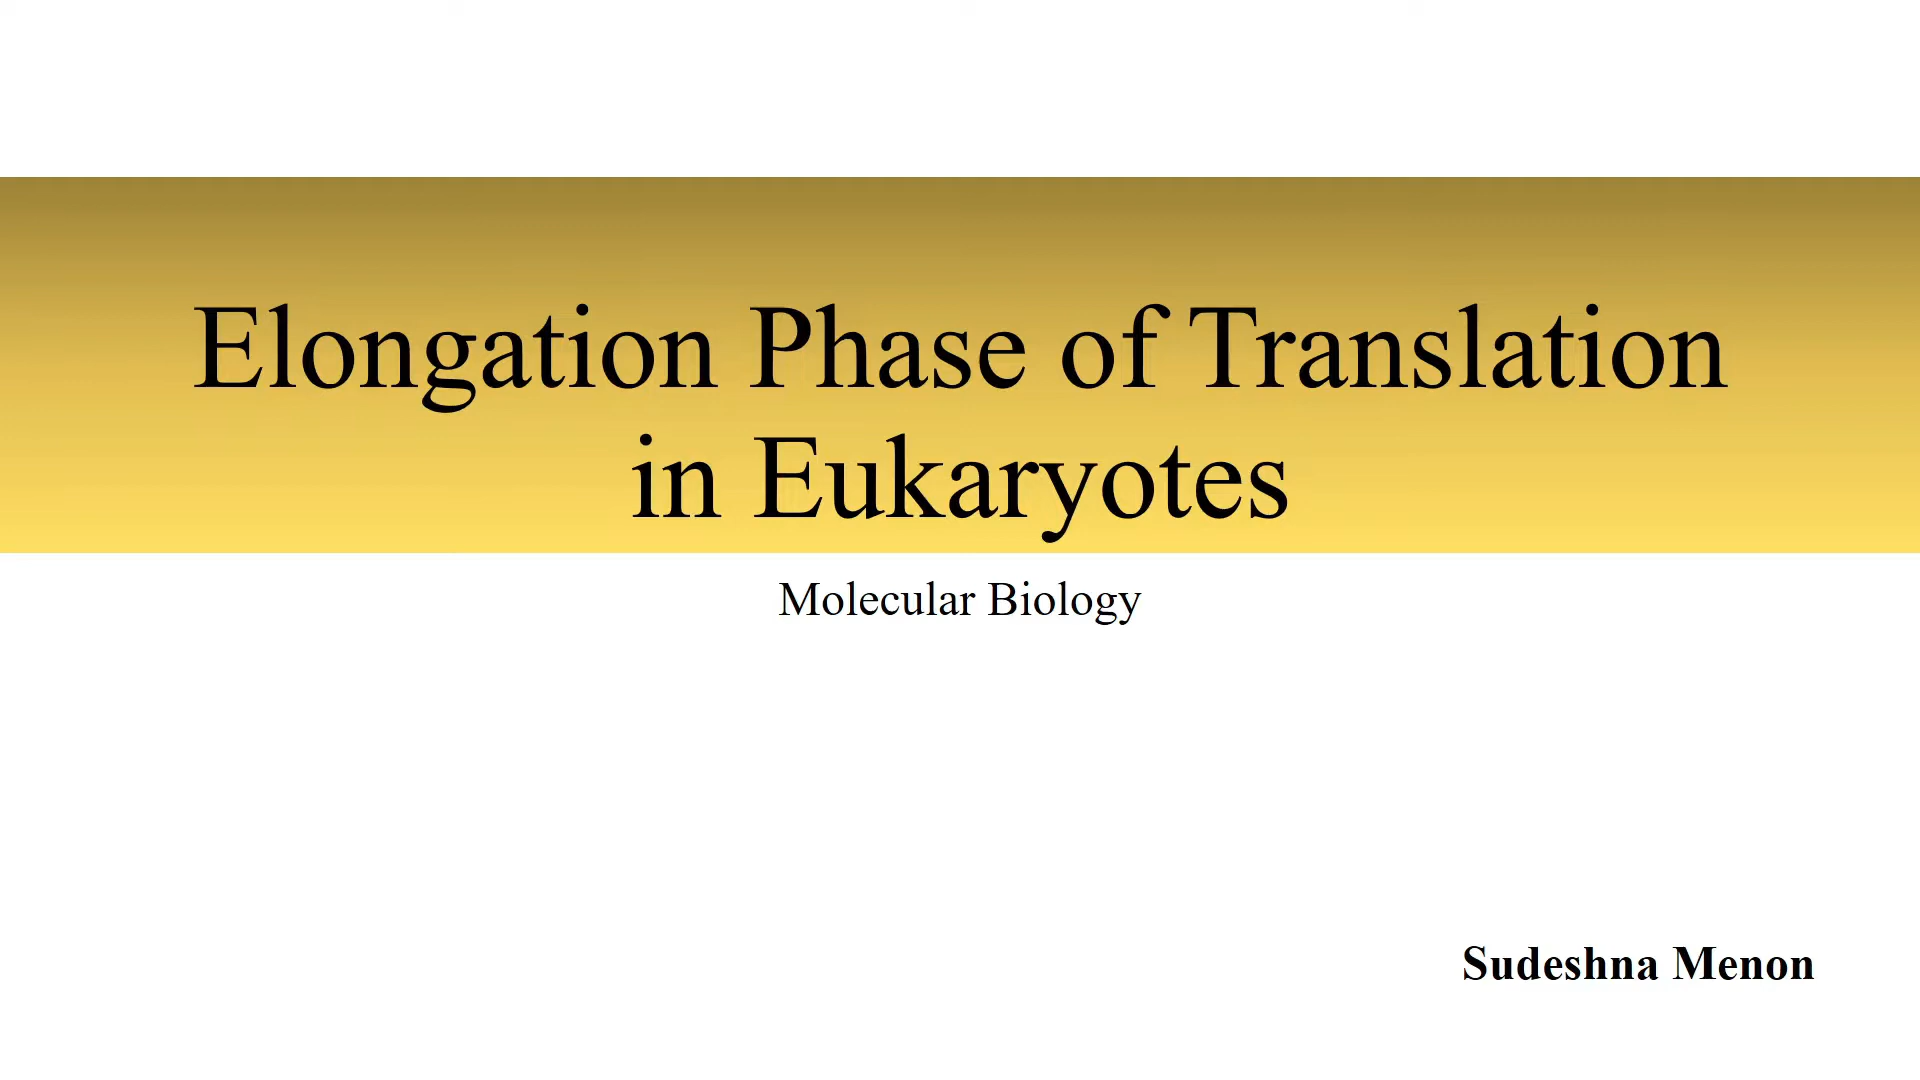 Elongation Phase of Translation
in Eukaryotes
Molecular Biology
Sudeshna Menon